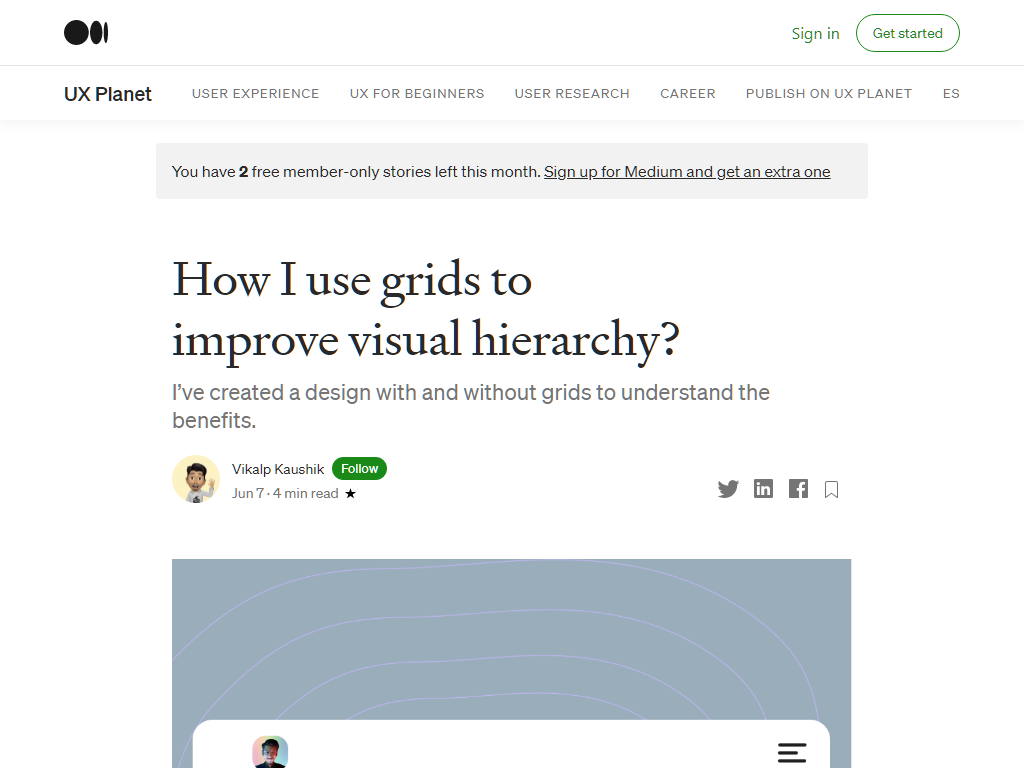 Sign in
Get started
UX Planet
USER EXPERIENCE
UX FOR BEGINNERS
USER RESEARCH
CAREER
PUBLISH ON UX PLANET
ES
You have 2 free member-only stories left this month. Sign up for Medium and get an extra one
How I use grids to
improve visual hierarchy?
I’ve created a design with and without grids to understand the
benefits.
Vikalp Kaushik
Follow
Jun 7 · 4 min read ★